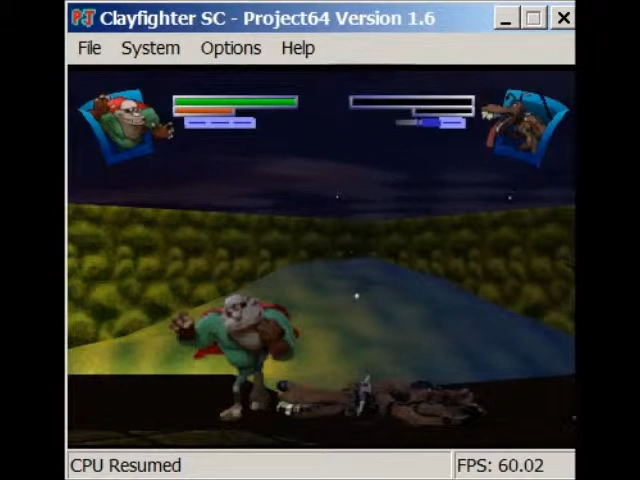 Clayfighter SC - Project64 Version 1.6
File System Options Help
CPU Resumed
FPS: 60.02